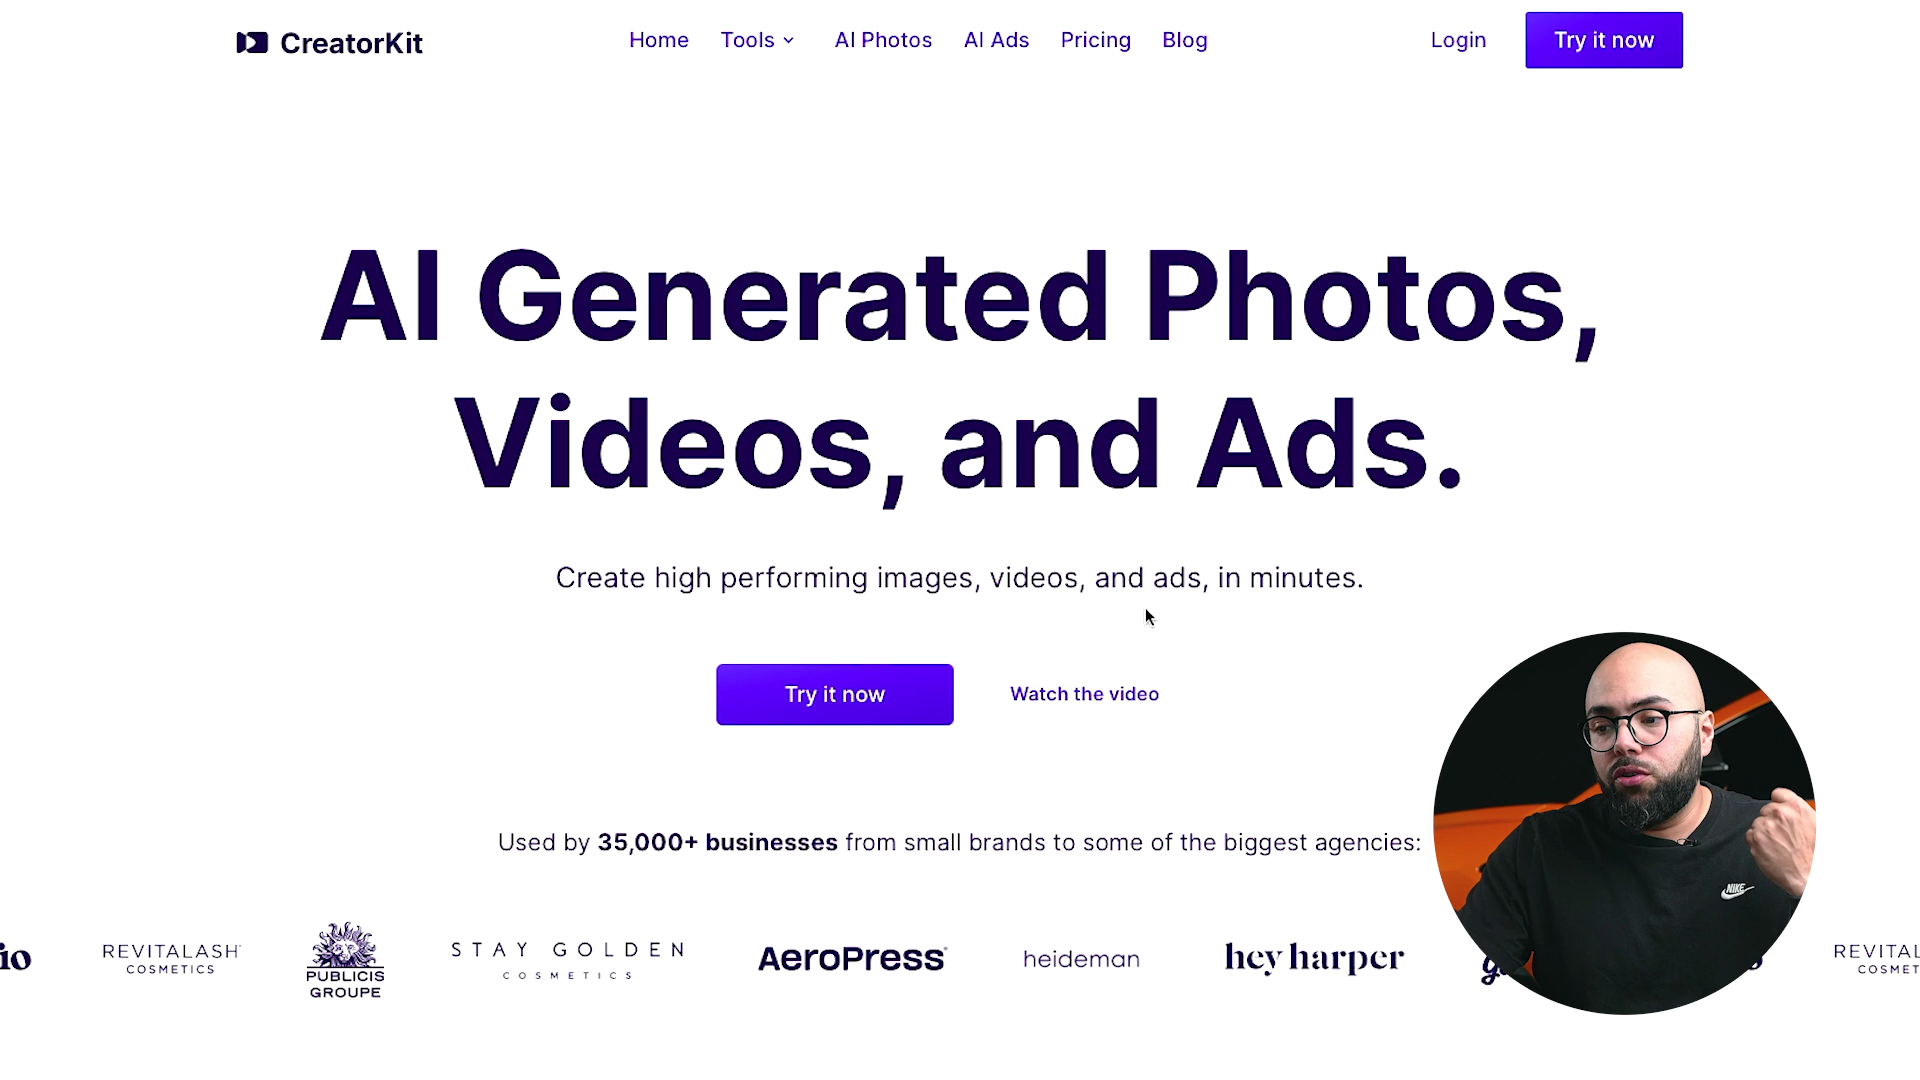 CreatorKit
Home Tools AI Photos AI Ads Pricing Blog
Login
Try it now
AI Generated Photos,
Videos, and Ads.
Create high performing images, videos, and ads, in minutes.
Try it now
Watch the video
Used by 35,000+ businesses from small brands to some of the biggest agencies:
io
REVITALASH
COSMETICS
PUBLICIS
GROUPE
STAY GOLDEN
COSMETICS
AeroPress
heideman
hey harper
NIKE
REVITAL
COSMET